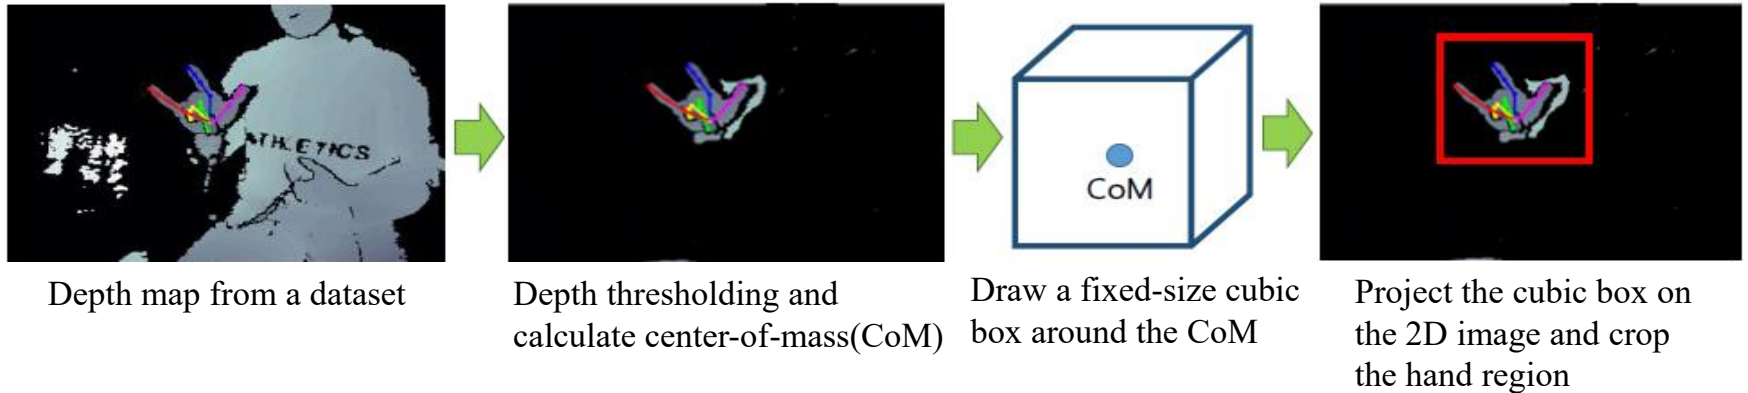 ATHLETICS
CoM
Depth map from a dataset
Depth thresholding and
calculate center-of-mass(CoM)
Draw a fixed-size cubic
box around the CoM
Project the cubic box on
the 2D image and crop
the hand region